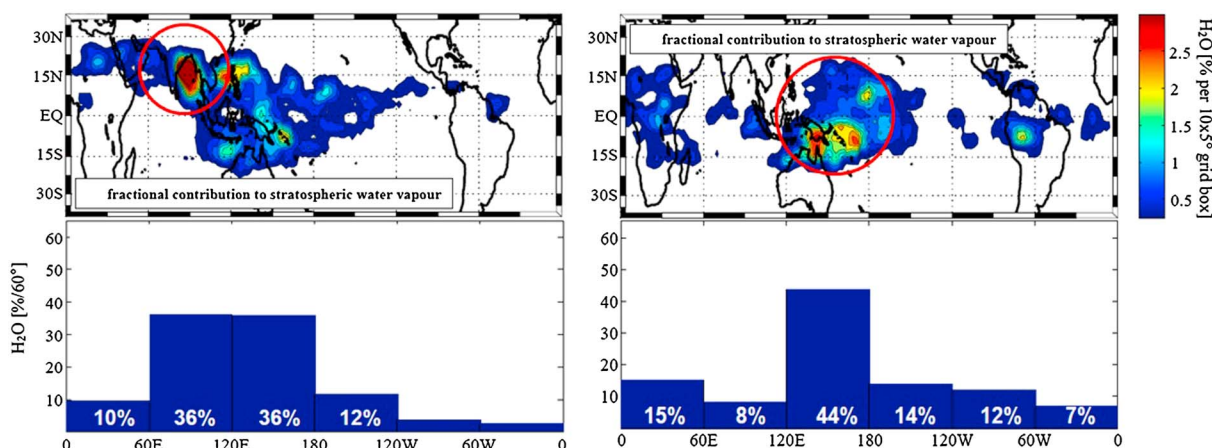 30N
15N
EQ
15S
30S
fractional contribution to stratospheric water vapour
30N
15N
EQ
15S
30S
fractional contribution to stratospheric water vapour
2.5
2
1.5
1
0.5
H₂O [% per 10x5° grid box]
H₂O [%/60°]
60
50
40
30
20
10
10% 36% 36% 12%
0 60E 120E 180 120W 60W 0
60
50
40
30
20
10
15% 8% 44% 14% 12% 7%
0 60E 120E 180 120W 60W 0